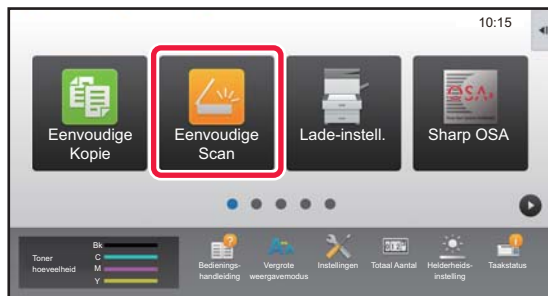 10:15
Eenvoudige
Kopie
Eenvoudige
Scan
Lade-instell.
Sharp OSA
Toner
hoeveelheid
Bk
C
M
Y
Bedienings-
handleiding
Vergrote
weergavemodus
Instellingen
Totaal Aantal
Helderheids-
instelling
Taakstatus